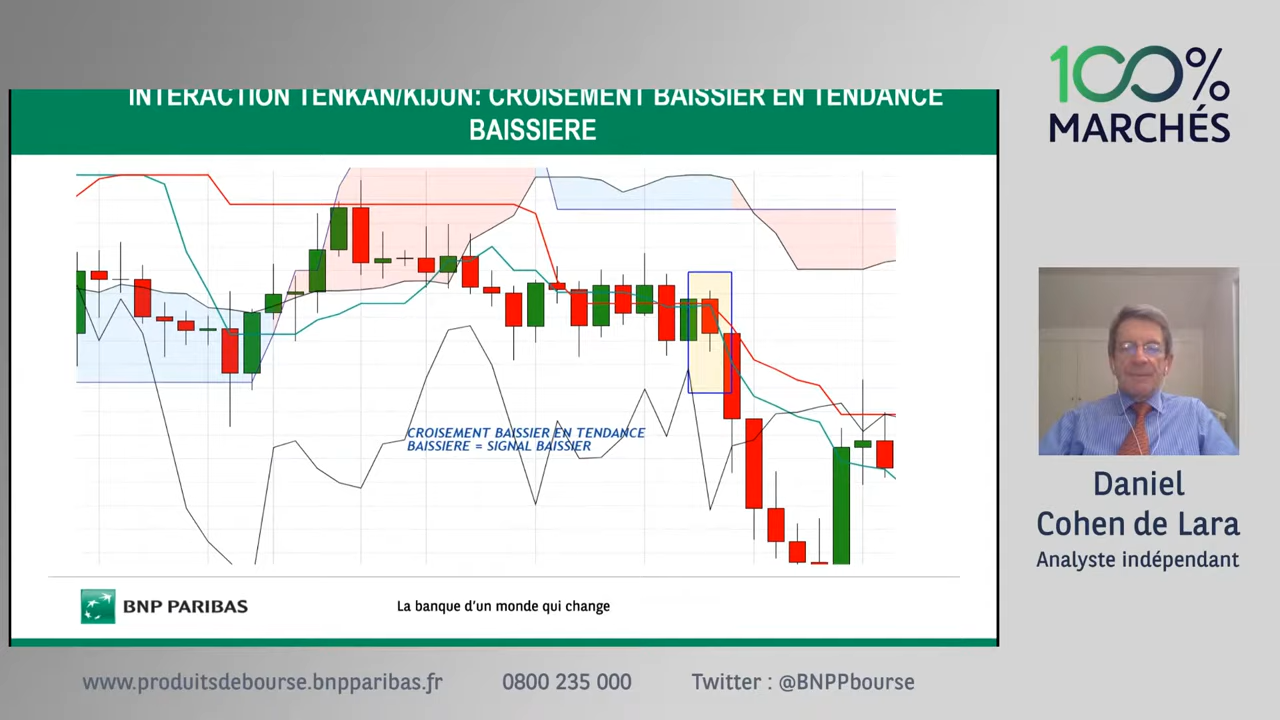 INTERACTION TENKAN/KIJUN: CROISEMENT BAISSIER EN TENDANCE
BAISSIERE
CROISEMENT BAISSIER EN TENDANCE
BAISSIERE = SIGNAL BAISSIER
BNP PARIBAS
La banque d'un monde qui change
100%
MARCHÉS
Daniel
Cohen de Lara
Analyste indépendant
www.produitsdebourse.bnpparibas.fr
0800 235 000
Twitter : @BNPPbourse